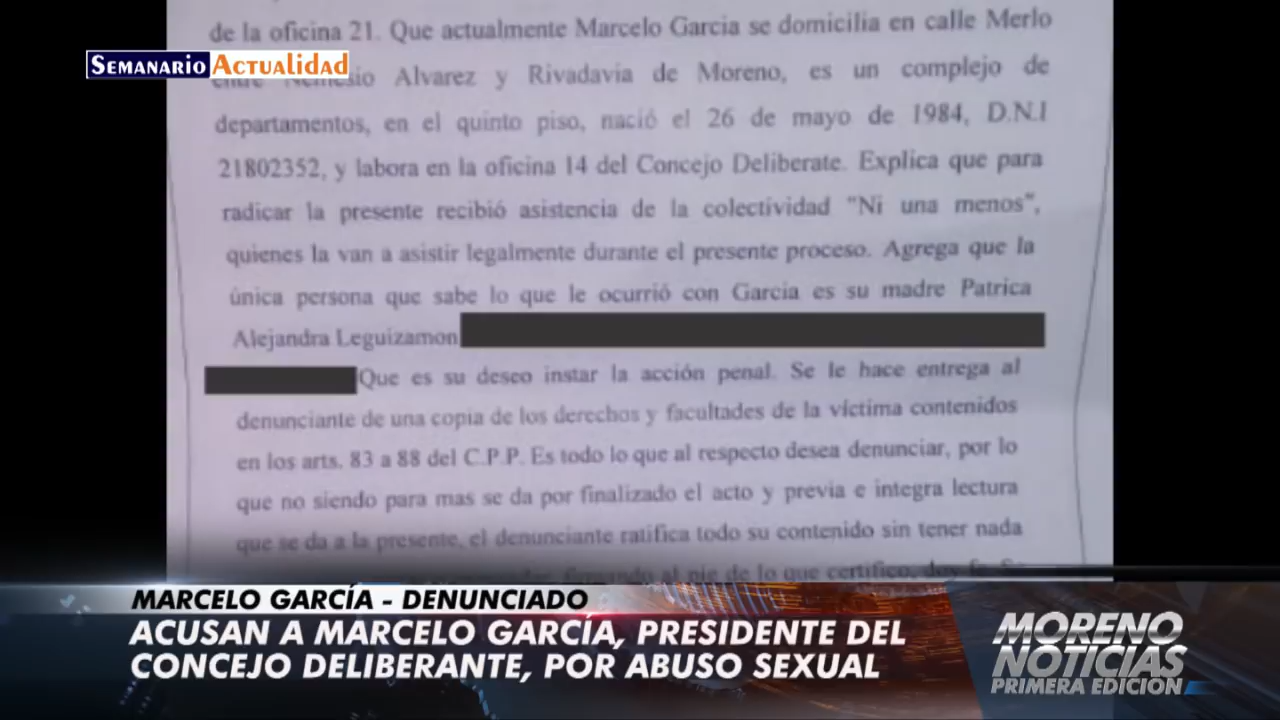 de la oficina 21. Que actualmente Marcelo Garcia se domicilia en calle Merlo
SEMANARIO ACTUALIDAD
Alvarez y Rivadavia de Moreno, es un complejo de
departamentos, en el quinto piso, nació el 26 de mayo de 1984, D.N.I
21802352, y labora en la oficina 14 del Concejo Deliberate. Explica que para
radicar la presente recibió asistencia de la colectividad "Ni una menos",
quienes la van a asistir legalmente durante el presente proceso. Agrega que la
única persona que sabe lo que le ocurrió con Garcia es su madre Patrica
Alejandra Leguizamon
Que es su deseo instar la acción penal. Se le hace entrega al
denunciante de una copia de los derechos y facultades de la víctima contenidos
en los arts. 83 a 88 del C.P.P. Es todo lo que al respecto desea denunciar, por lo
que no siendo para mas se da por finalizado el acto y previa e integra lectura
que se da a la presente, el denunciante ratifica todo su contenido sin tener nada
al pie de lo que certifico, doy fe.
MARCELO GARCÍA - DENUNCIADO
ACUSAN A MARCELO GARCÍA, PRESIDENTE DEL
CONCEJO DELIBERANTE, POR ABUSO SEXUAL
MORENO
NOTICIAS
PRIMERA EDICIÓN